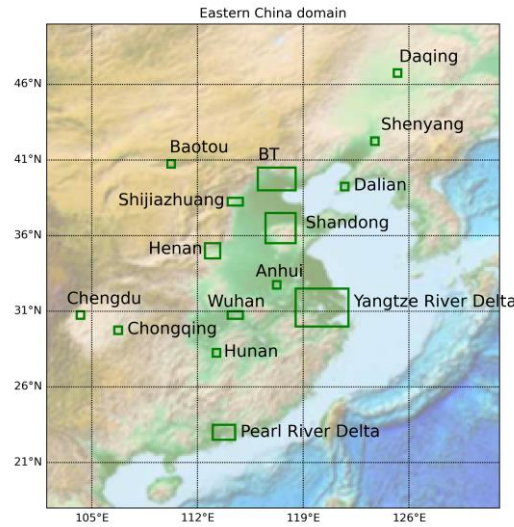 Eastern China domain
Daqing
46°N
Shenyang
Baotou
BT
41°N
Dalian
Shijiazhuang
Shandong
36°N
Henan
Anhui
Chengdu
Wuhan
Yangtze River Delta
31°N
Chongqing
Hunan
26°N
Pearl River Delta
21°N
105°E 112°E 119°E 126°E